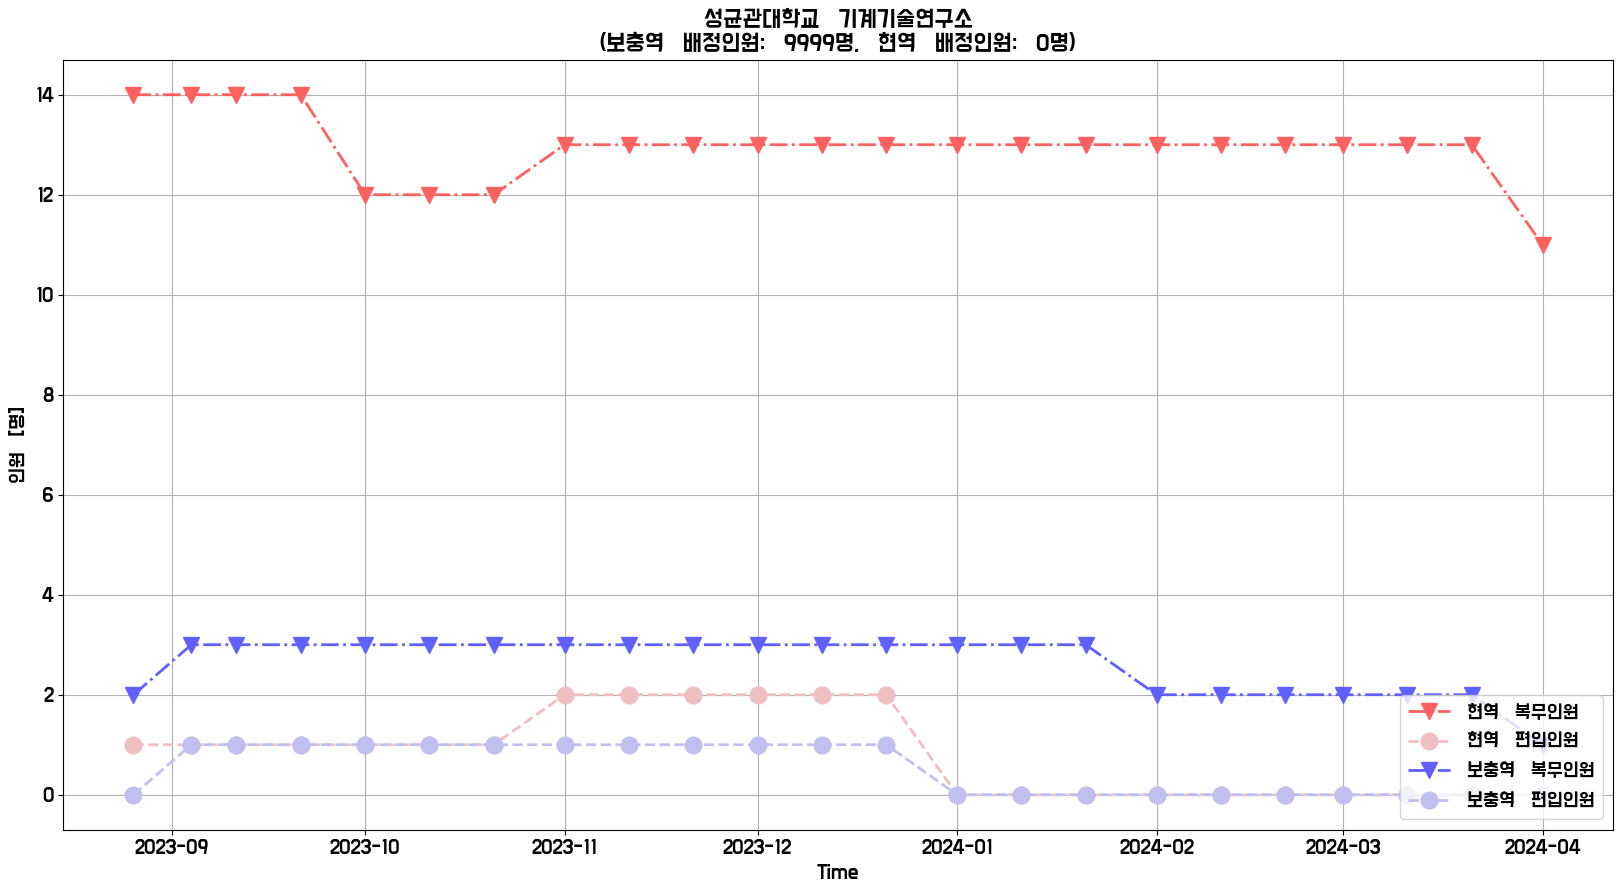 성균관대학교 기계기술연구소
(보충역 배정인원: 9999명, 현역 배정인원: 0명)
인원 [명]
14
12
10
8
6
4
2
0
현역 복무인원
현역 편입인원
보충역 복무인원
보충역 편입인원
2023-09 2023-10 2023-11 2023-12 2024-01 2024-02 2024-03 2024-04
Time